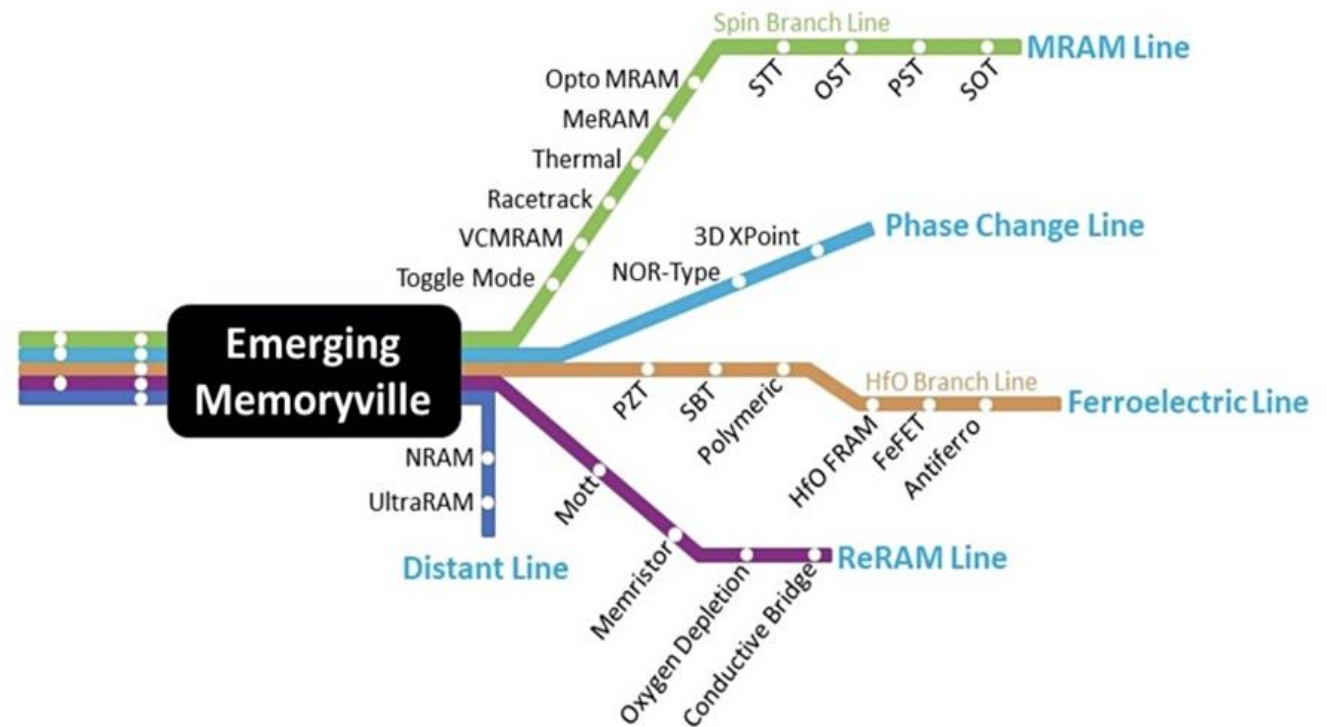 Spin Branch Line
MRAM Line
STT
OST
PST
SOT
Opto MRAM
MeRAM
Thermal
Racetrack
VCMRAM
Toggle Mode
Phase Change Line
3D XPoint
NOR-Type
Emerging
Memoryville
PZT
SBT
Polymeric
HfO Branch Line
HfO FRAM
FeFET
Antiferro
Ferroelectric Line
NRAM
UltraRAM
Distant Line
Mott
Memristor
Oxygen Depletion
Conductive Bridge
ReRAM Line